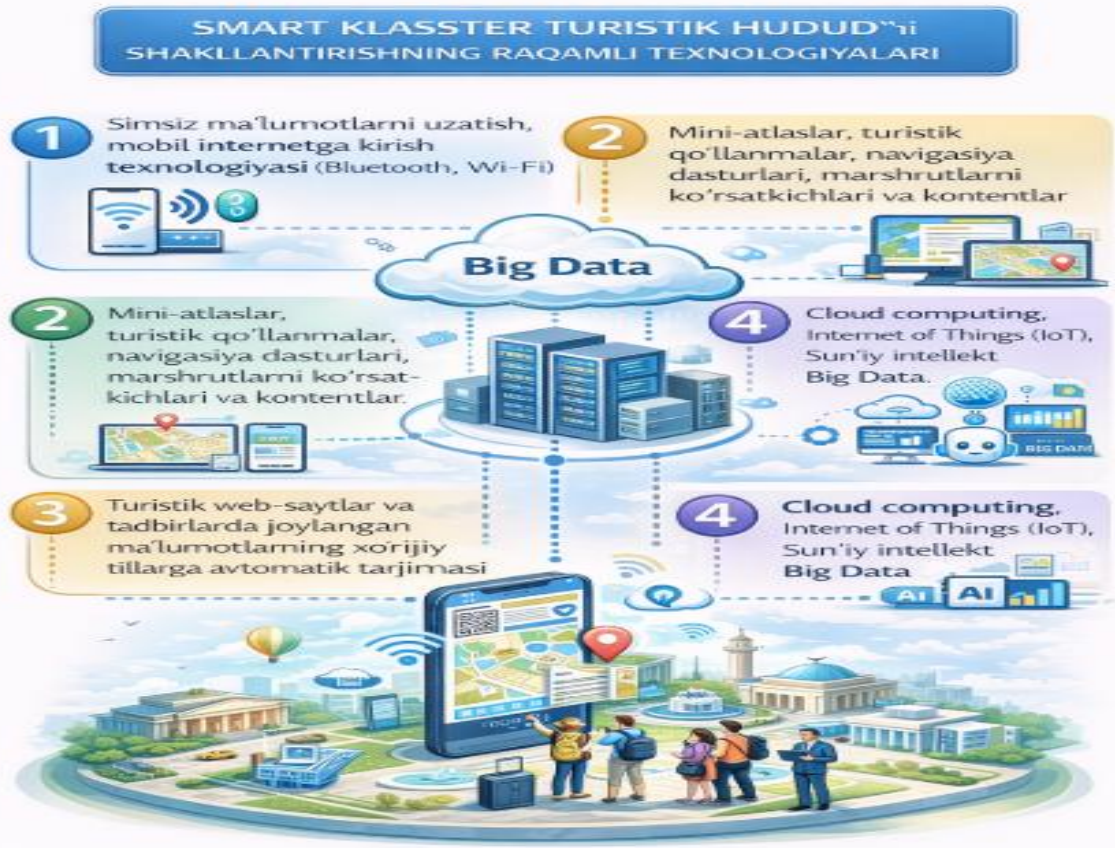 SMART KLASSTER TURISTIK HUDUD“ıi
SHAKLLANTIRISHNING RAQAMLI TEXNOLOGIYALARI
1
Simsiz ma'lumotlarni uzatish,
mobil internetga kirish
texnologiyasi (Bluetooth, Wi-Fi)
2
Mini-atlaslar, turistik
qo'llanmalar, navigasiya
dasturlari, marshrutlarni
ko'rsatkichlari va kontentlar
Big Data
2
Mini-atlaslar,
turistik qo'llanmalar,
navigasiya dasturlari,
marshrutlarni ko'rsat-
kichlari va kontentlar.
4
Cloud computing,
Internet of Things (IoT),
Sun'iy intellekt
Big Data.
3
Turistik web-saytlar va
tadbirlarda joylangan
ma'lumotlarning xorijiy
tillarga avtomatik tarjimasi
4
Cloud computing,
Internet of Things (IoT),
Sun'iy intellekt
Big Data
AI
AI